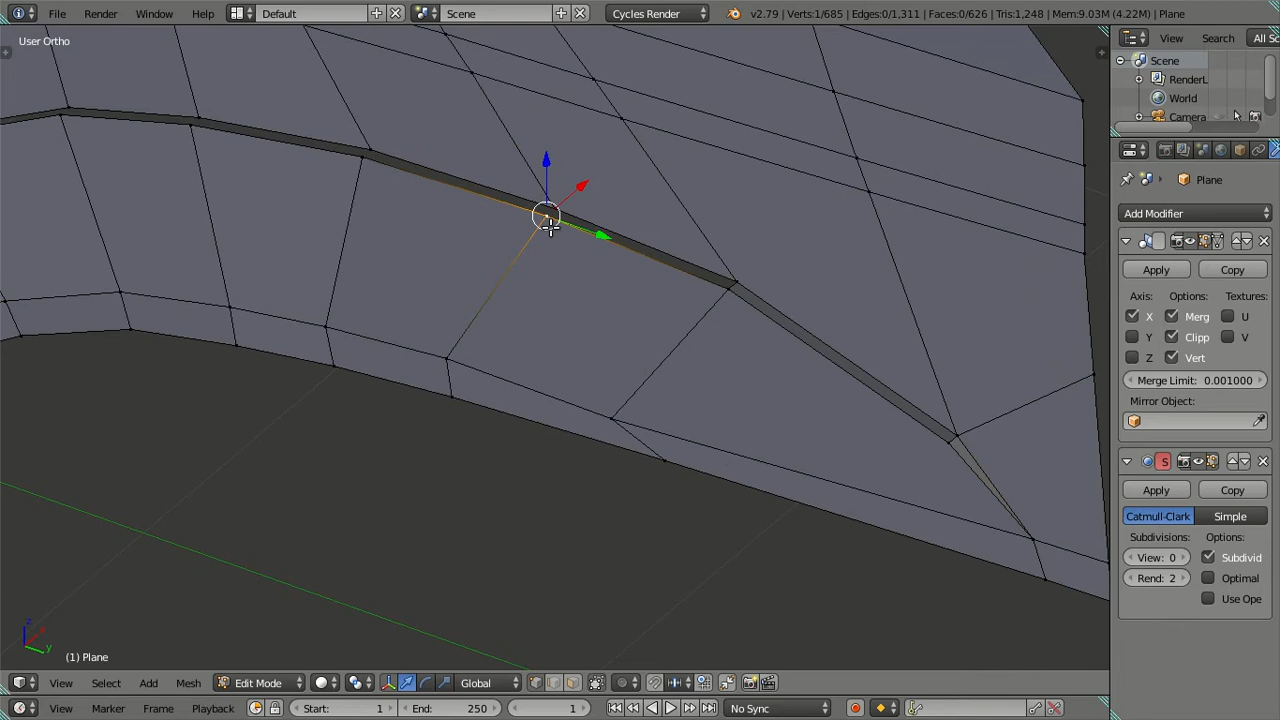 File Render Window Help Default Scene Cycles Render v2.79 | Verts:1/685 | Edges:0/1,311 | Faces:0/626 | Tris:1,248 | Mem:9.03M (4.22M) | Plane
User Ortho
View Search All Sc
Scene
RenderL
World
Camera
Plane
Add Modifier
Apply Copy
Axis: Options: Textures:
X Merg U
Y Clipp V
Z Vert
Merge Limit: 0.001000
Mirror Object:
S
Apply Copy
Catmull-Clark Simple
Subdivisions: Options:
View: 0 Subdivid
Rend: 2 Optimal
Use Ope
z
x
y
(1) Plane
View Select Add Mesh Edit Mode Global
View Marker Frame Playback Start: 1 End: 250 1 No Sync